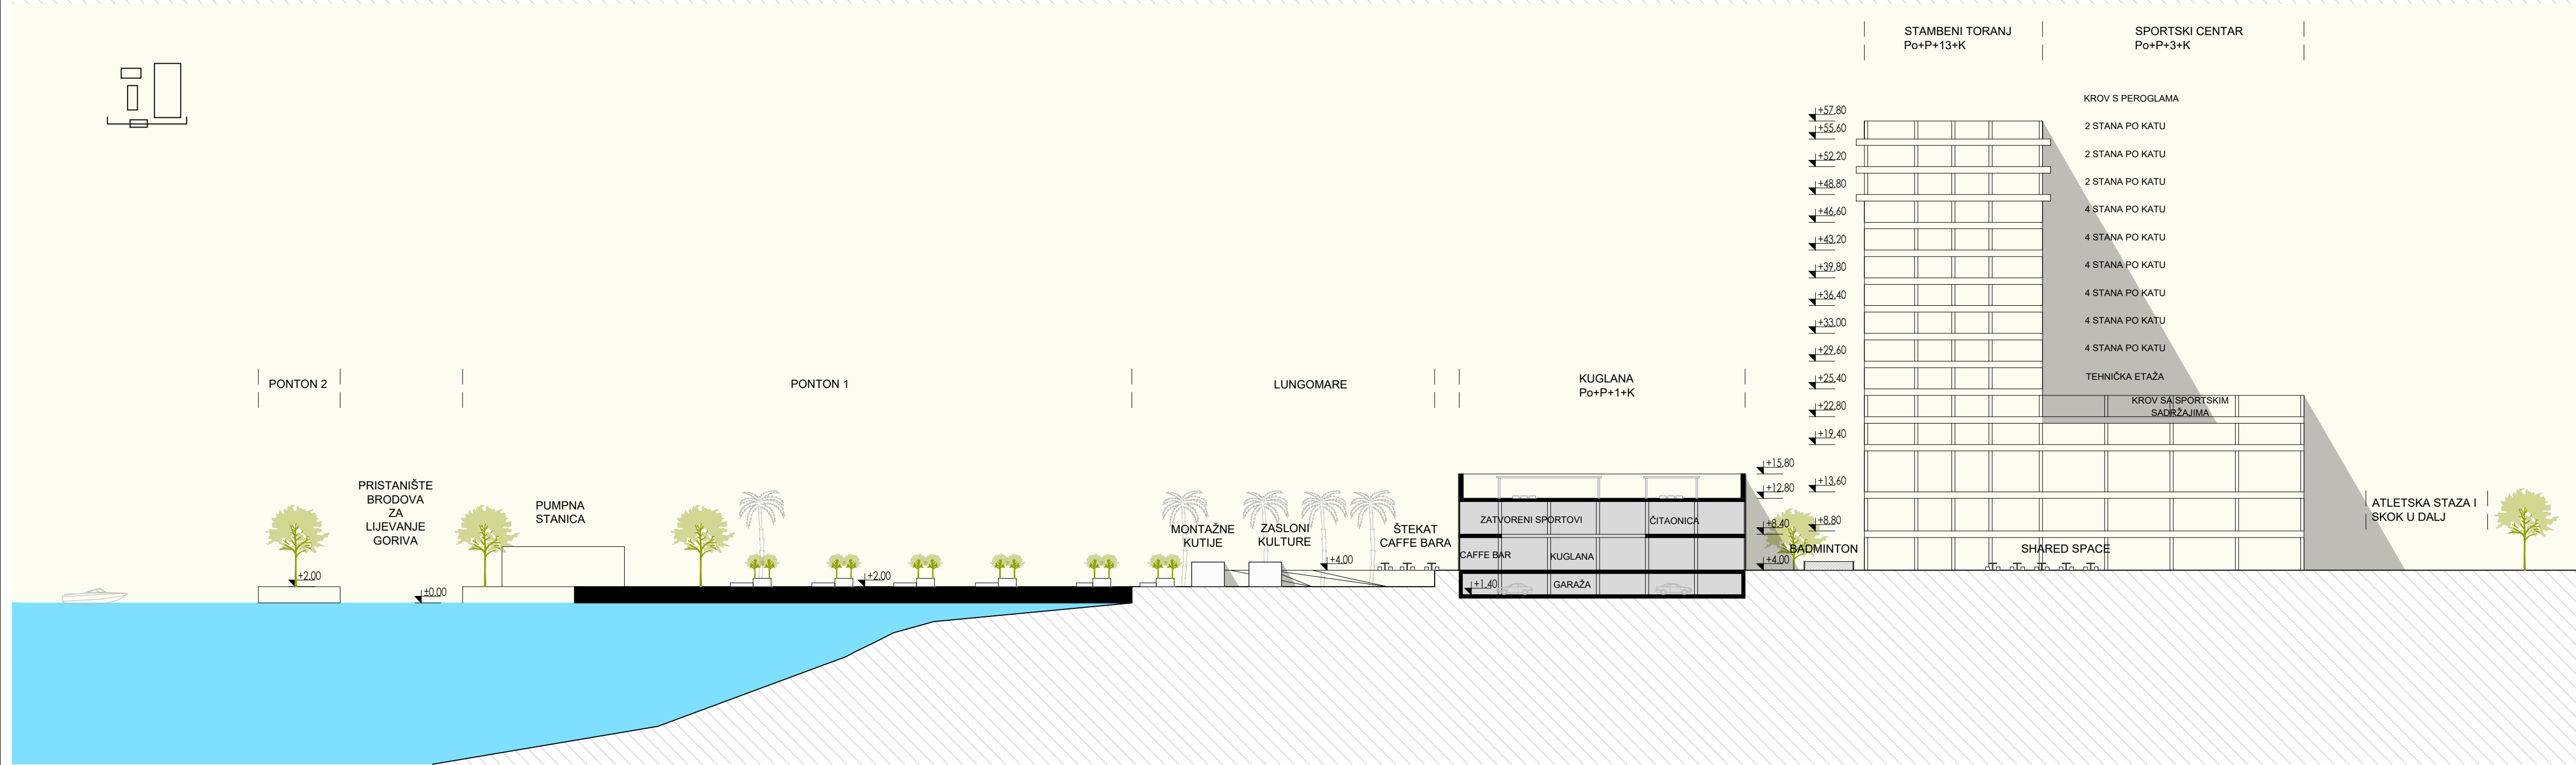 STAMBENI TORANJ
Po+P+13+K
SPORTSKI CENTAR
Po+P+3+K
KROV S PEROGLAMA
+57,80
2 STANA PO KATU
+55,60
2 STANA PO KATU
+52,20
2 STANA PO KATU
+48,80
4 STANA PO KATU
+46,60
4 STANA PO KATU
+43,20
4 STANA PO KATU
+39,80
4 STANA PO KATU
+36,40
4 STANA PO KATU
+33,00
4 STANA PO KATU
+29,60
TEHNIČKA ETAŽA
+25,40
KROV SA SPORTSKIM
SADRŽAJIMA
+22,80
+19,40
+13,60
+8,80
PONTON 2
PONTON 1
LUNGOMARE
KUGLANA
Po+P+1+K
PRISTANIŠTE
BRODOVA
ZA
LIJEVANJE
GORIVA
PUMPNA
STANICA
MONTAŽNE
KUTIJE
ZASLONI
KULTURE
ŠTEKAT
CAFFE BARA
+15,80
+12,80
ZATVORENI SPORTOVI
ČITAONICA
+8,40
CAFFE BAR
KUGLANA
+4,00
GARAŽA
+1,40
BADMINTON
SHARED SPACE
ATLETSKA STAZA I
SKOK U DALJ
+2,00
±0,00
+2,00
+4,00